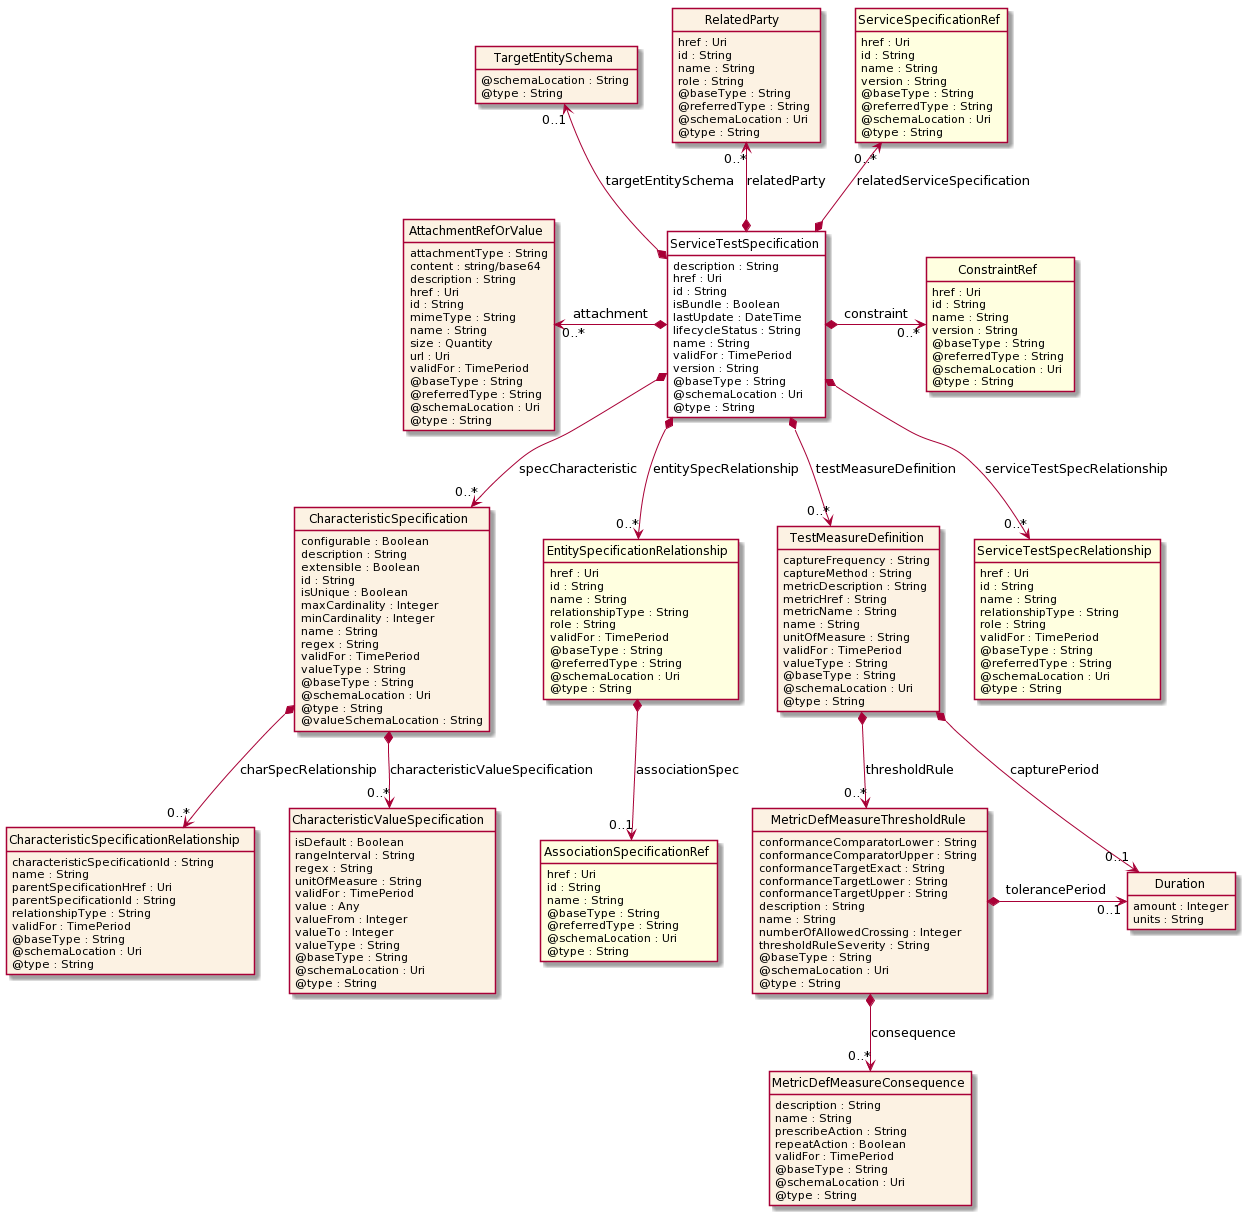 RelatedParty
href : Uri
id : String
name : String
role : String
@baseType : String
@referredType : String
@schemaLocation : Uri
@type : String
ServiceSpecificationRef
href : Uri
id : String
name : String
version : String
@baseType : String
@referredType : String
@schemaLocation : Uri
@type : String
TargetEntitySchema
@schemaLocation : String
@type : String
0..1
0..*
0..*
targetEntitySchema
relatedParty
relatedServiceSpecification
AttachmentRefOrValue
attachmentType : String
content : string/base64
description : String
href : Uri
id : String
mimeType : String
name : String
size : Quantity
url : Uri
validFor : TimePeriod
@baseType : String
@referredType : String
@schemaLocation : Uri
@type : String
attachment
0..*
ServiceTestSpecification
description : String
href : Uri
id : String
isBundle : Boolean
lastUpdate : DateTime
lifecycleStatus : String
name : String
validFor : TimePeriod
version : String
@baseType : String
@schemaLocation : Uri
@type : String
constraint
0..*
ConstraintRef
href : Uri
id : String
name : String
version : String
@baseType : String
@referredType : String
@schemaLocation : Uri
@type : String
specCharacteristic
entitySpecRelationship
testMeasureDefinition
serviceTestSpecRelationship
0..*
0..*
0..*
0..*
CharacteristicSpecification
configurable : Boolean
description : String
extensible : Boolean
id : String
isUnique : Boolean
maxCardinality : Integer
minCardinality : Integer
name : String
regex : String
validFor : TimePeriod
valueType : String
@baseType : String
@schemaLocation : Uri
@type : String
@valueSchemaLocation : String
EntitySpecificationRelationship
href : Uri
id : String
name : String
relationshipType : String
role : String
validFor : TimePeriod
@baseType : String
@referredType : String
@schemaLocation : Uri
@type : String
TestMeasureDefinition
captureFrequency : String
captureMethod : String
metricDescription : String
metricHref : String
metricName : String
name : String
unitOfMeasure : String
validFor : TimePeriod
valueType : String
@baseType : String
@schemaLocation : Uri
@type : String
ServiceTestSpecRelationship
href : Uri
id : String
name : String
relationshipType : String
role : String
validFor : TimePeriod
@baseType : String
@referredType : String
@schemaLocation : Uri
@type : String
charSpecRelationship
characteristicValueSpecification
associationSpec
thresholdRule
capturePeriod
0..*
0..*
0..1
0..*
0..1
CharacteristicSpecificationRelationship
characteristicSpecificationId : String
name : String
parentSpecificationHref : Uri
parentSpecificationId : String
relationshipType : String
validFor : TimePeriod
@baseType : String
@schemaLocation : Uri
@type : String
CharacteristicValueSpecification
isDefault : Boolean
rangeInterval : String
regex : String
unitOfMeasure : String
validFor : TimePeriod
value : Any
valueFrom : Integer
valueTo : Integer
valueType : String
@baseType : String
@schemaLocation : Uri
@type : String
AssociationSpecificationRef
href : Uri
id : String
name : String
@baseType : String
@referredType : String
@schemaLocation : Uri
@type : String
MetricDefMeasureThresholdRule
conformanceComparatorLower : String
conformanceComparatorUpper : String
conformanceTargetExact : String
conformanceTargetLower : String
conformanceTargetUpper : String
description : String
name : String
numberOfAllowedCrossing : Integer
thresholdRuleSeverity : String
@baseType : String
@schemaLocation : Uri
@type : String
tolerancePeriod
0..1
Duration
amount : Integer
units : String
consequence
0..*
MetricDefMeasureConsequence
description : String
name : String
prescribeAction : String
repeatAction : Boolean
validFor : TimePeriod
@baseType : String
@schemaLocation : Uri
@type : String